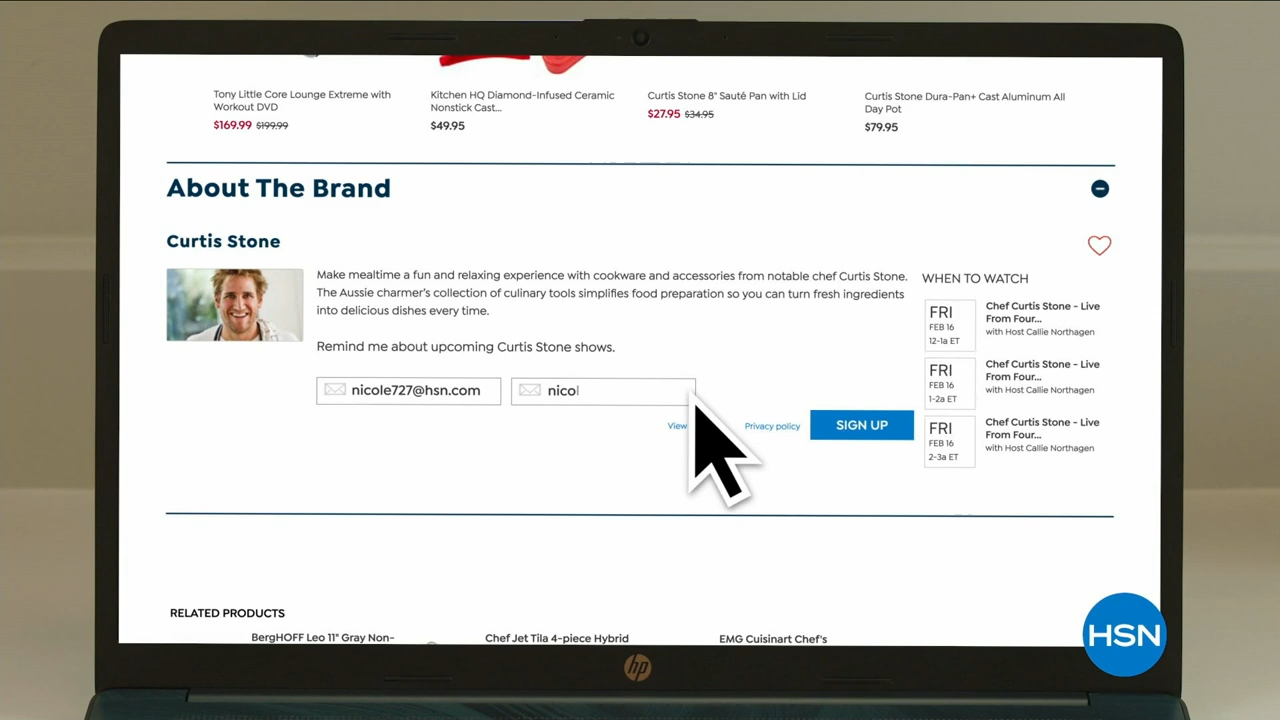 Tony Little Core Lounge Extreme with
Workout DVD
$169.99 $199.99
Kitchen HQ Diamond-Infused Ceramic
Nonstick Cast...
$49.95
Curtis Stone 8" Sauté Pan with Lid
$27.95 $34.95
Curtis Stone Dura-Pan+ Cast Aluminum All
Day Pot
$79.95
About The Brand
Curtis Stone
Make mealtime a fun and relaxing experience with cookware and accessories from notable chef Curtis Stone.
The Aussie charmer's collection of culinary tools simplifies food preparation so you can turn fresh ingredients
into delicious dishes every time.
Remind me about upcoming Curtis Stone shows.
nicole727@hsn.com
nicol
View
Privacy policy
SIGN UP
WHEN TO WATCH
FRI
FEB 16
12-1a ET
Chef Curtis Stone - Live
From Four...
with Host Callie Northagen
FRI
FEB 16
1-2a ET
Chef Curtis Stone - Live
From Four...
with Host Callie Northagen
FRI
FEB 16
2-3a ET
Chef Curtis Stone - Live
From Four...
with Host Callie Northagen
RELATED PRODUCTS
BergHOFF Leo 11" Gray Non-
Chef Jet Tila 4-piece Hybrid
EMG Cuisinart Chef's
HSN
hp